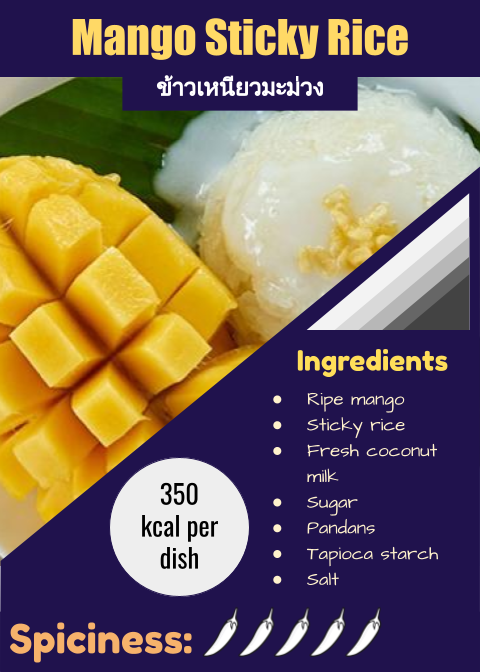 Mango Sticky Rice
ข้าวเหนียวมะม่วง
Ingredients
Ripe mango
Sticky rice
Fresh coconut
milk
Sugar
Pandans
Tapioca starch
Salt
350
kcal per
dish
Spiciness: